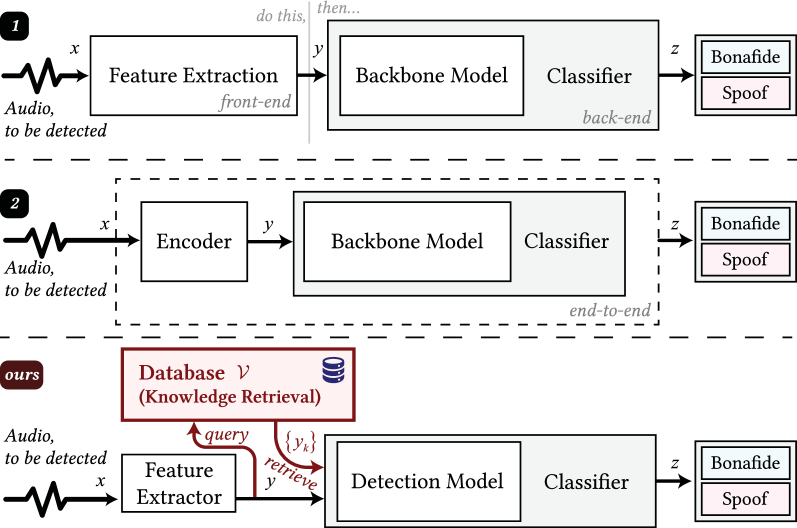 1
do this, then...
x
Feature Extraction
front-end
y
Backbone Model
Classifier
back-end
z
Bonafide
Spoof
Audio,
to be detected
2
x
Encoder
y
Backbone Model
Classifier
end-to-end
z
Bonafide
Spoof
Audio,
to be detected
ours
Database 𝒱
(Knowledge Retrieval)
query
{yₖ}
retrieve
Audio,
to be detected
x
Feature
Extractor
y
Detection Model
Classifier
z
Bonafide
Spoof